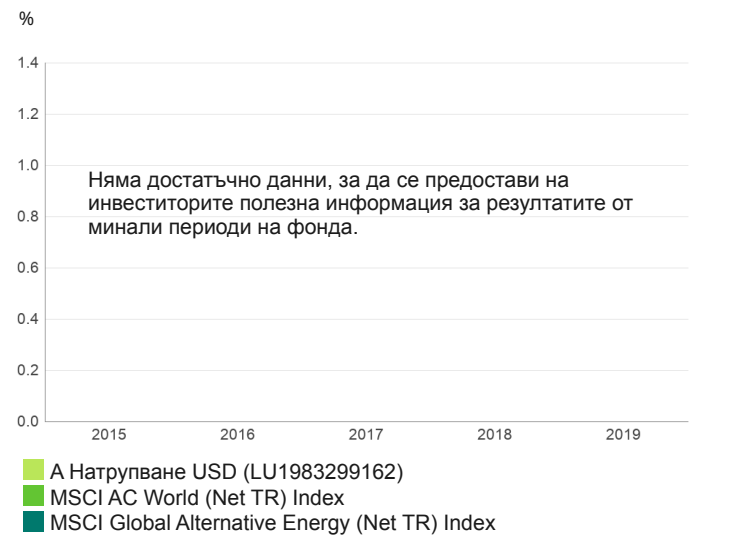 %
1.4
1.2
1.0
Няма достатъчно данни, за да се предостави на
инвеститорите полезна информация за резултатите от
минали периоди на фонда.
0.8
0.6
0.4
0.2
0.0
2015 2016 2017 2018 2019
А Натрупване USD (LU1983299162)
MSCI AC World (Net TR) Index
MSCI Global Alternative Energy (Net TR) Index